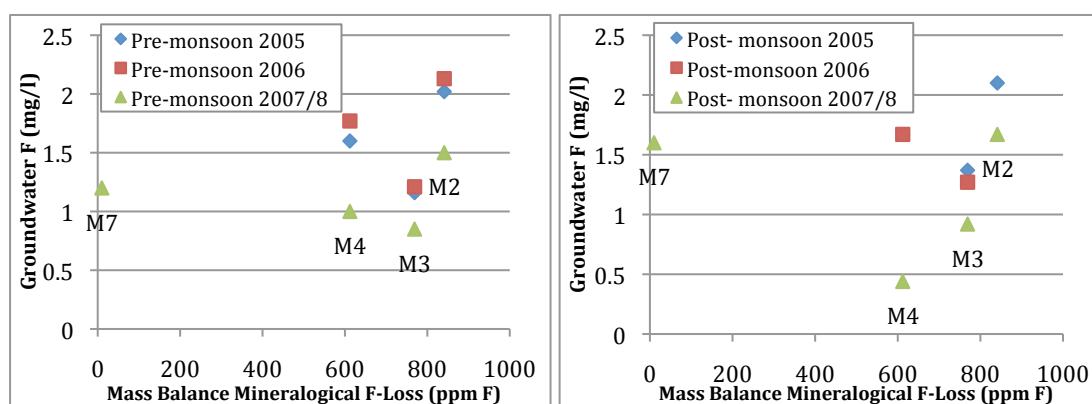 2.5
2
1.5
1
0.5
0
Groundwater F (mg/l)
Pre-monsoon 2005
Pre-monsoon 2006
Pre-monsoon 2007/8
M7
M4
M3
M2
0 200 400 600 800 1000
Mass Balance Mineralogical F-Loss (ppm F)
2.5
2
1.5
1
0.5
0
Groundwater F (mg/l)
Post- monsoon 2005
Post- monsoon 2006
Post- monsoon 2007/8
M7
M2
M3
M4
0 200 400 600 800 1000
Mass Balance Mineralogical F-Loss (ppm F)